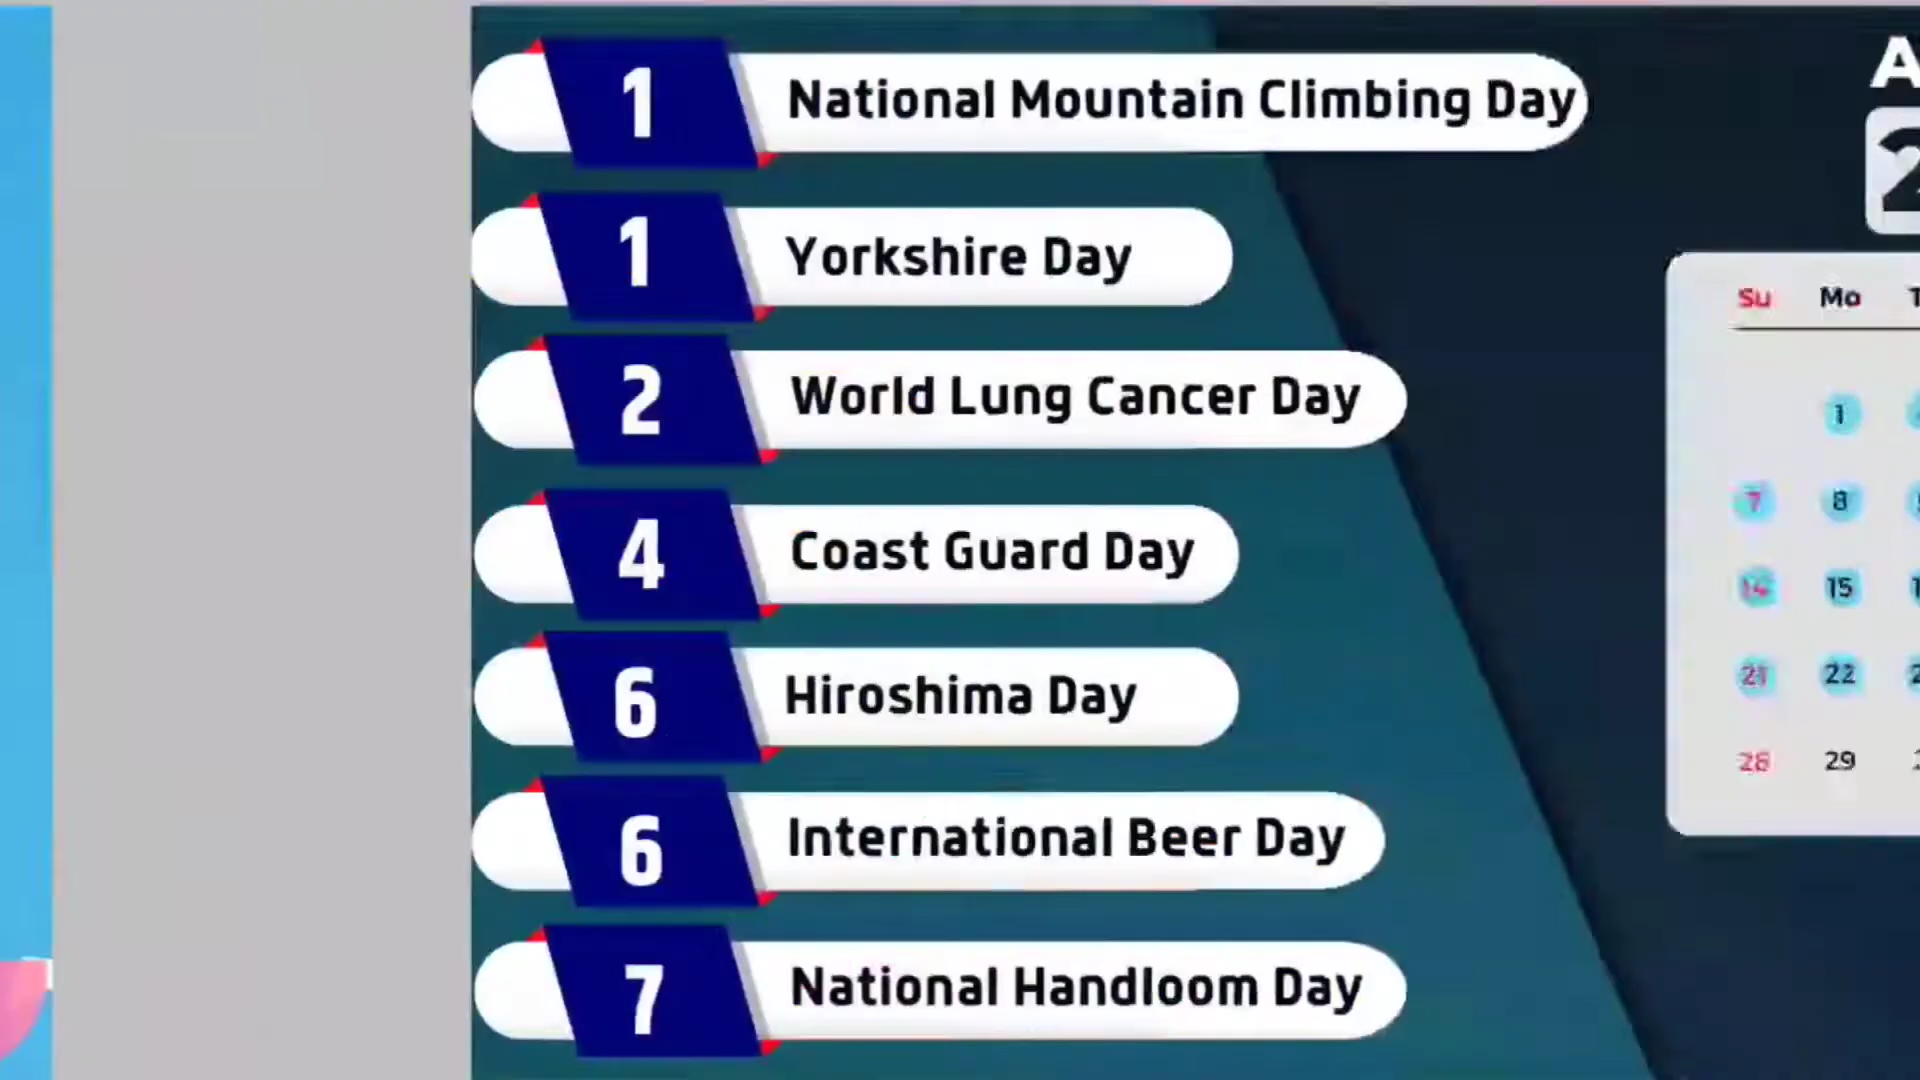 1 National Mountain Climbing Day
1 Yorkshire Day
2 World Lung Cancer Day
4 Coast Guard Day
6 Hiroshima Day
6 International Beer Day
7 National Handloom Day
A
2
Su Mo
1
7 8
14 15
21 22
28 29